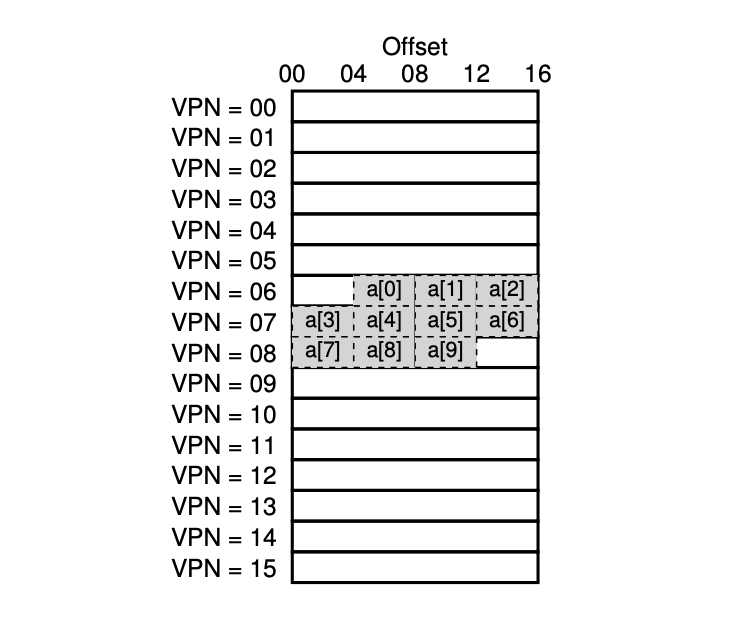 Offset
00 04 08 12 16
VPN = 00
VPN = 01
VPN = 02
VPN = 03
VPN = 04
VPN = 05
VPN = 06 a[0] a[1] a[2]
VPN = 07 a[3] a[4] a[5] a[6]
VPN = 08 a[7] a[8] a[9]
VPN = 09
VPN = 10
VPN = 11
VPN = 12
VPN = 13
VPN = 14
VPN = 15